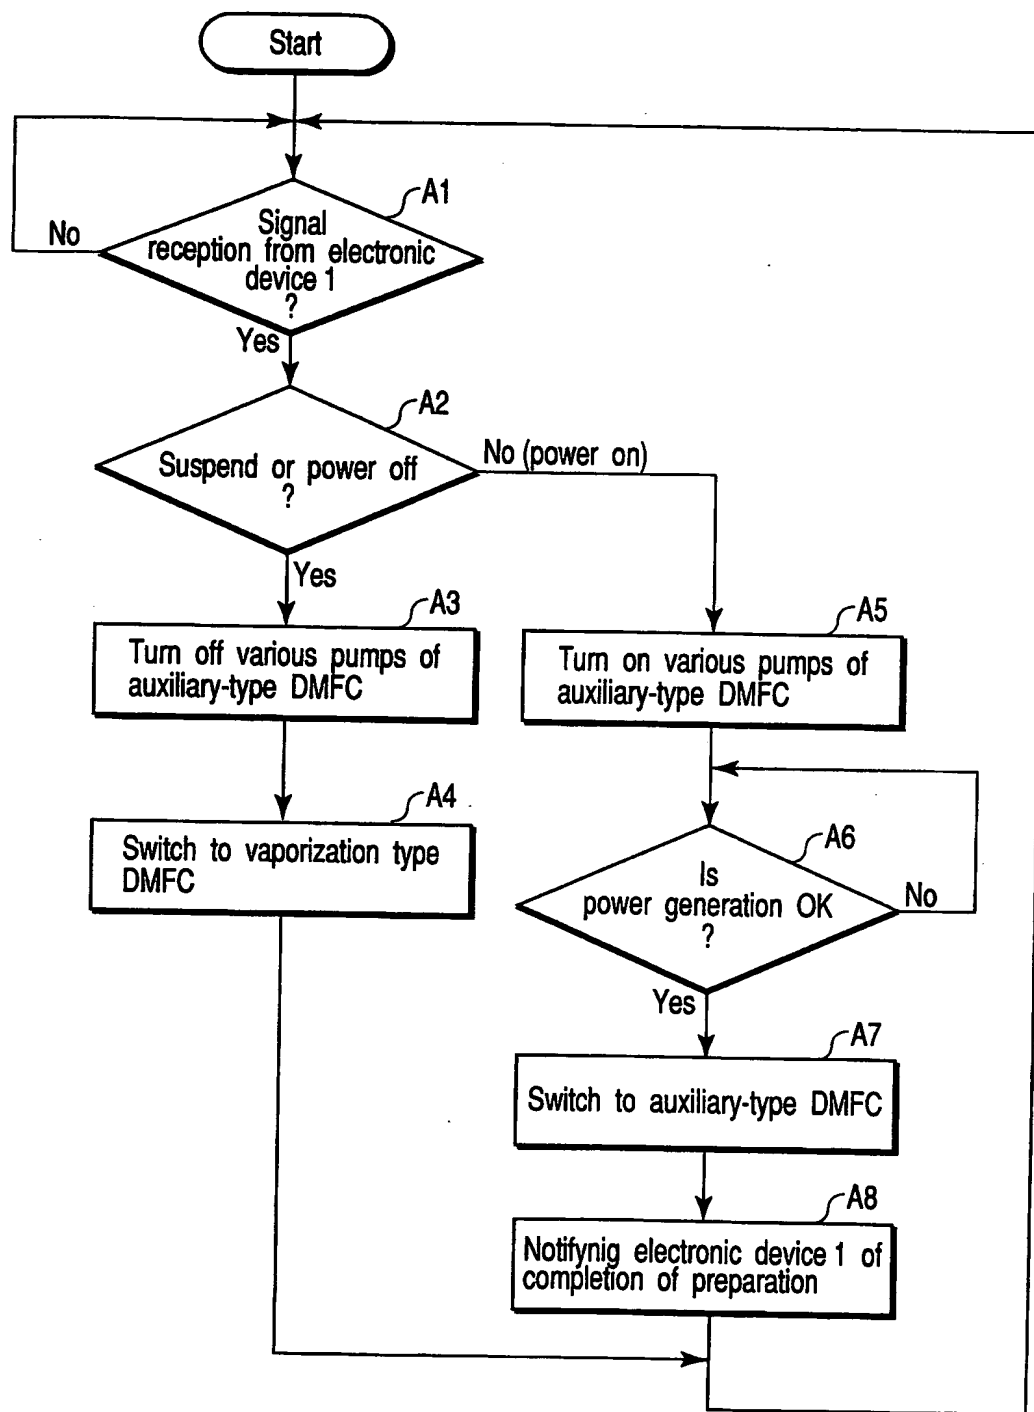 Start
A1
Signal
reception from electronic
device 1
?
No
Yes
A2
Suspend or power off
?
No (power on)
Yes
A3
Turn off various pumps of
auxiliary-type DMFC
A5
Turn on various pumps of
auxiliary-type DMFC
A4
Switch to vaporization type
DMFC
A6
Is
power generation OK
?
No
Yes
A7
Switch to auxiliary-type DMFC
A8
Notifynig electronic device 1 of
completion of preparation